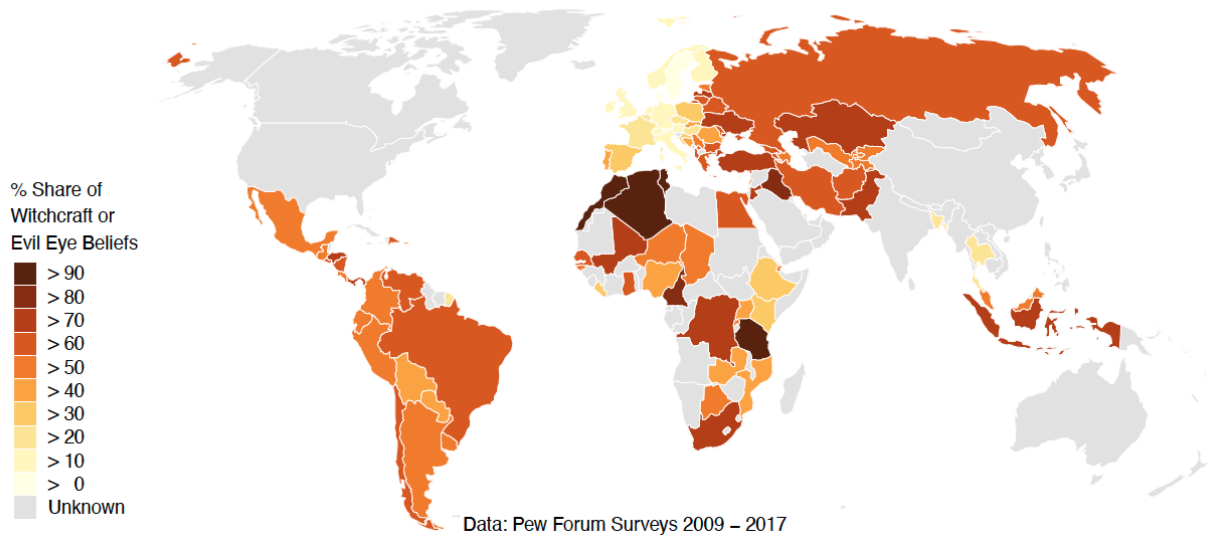 % Share of
Witchcraft or
Evil Eye Beliefs
> 90
> 80
> 70
> 60
> 50
> 40
> 30
> 20
> 10
> 0
Unknown
Data: Pew Forum Surveys 2009 – 2017